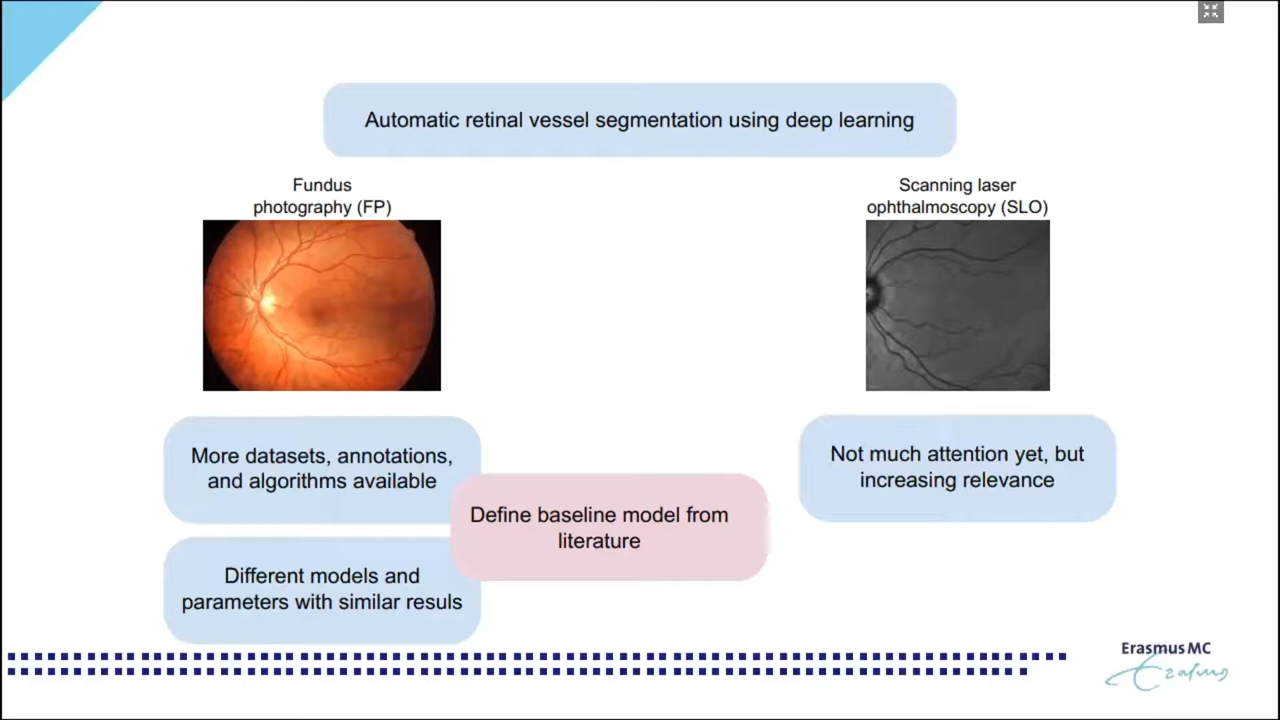 Automatic retinal vessel segmentation using deep learning
Fundus
photography (FP)
Scanning laser
ophthalmoscopy (SLO)
More datasets, annotations,
and algorithms available
Not much attention yet, but
increasing relevance
Define baseline model from
literature
Different models and
parameters with similar resuls
Erasmus MC
Erasmus